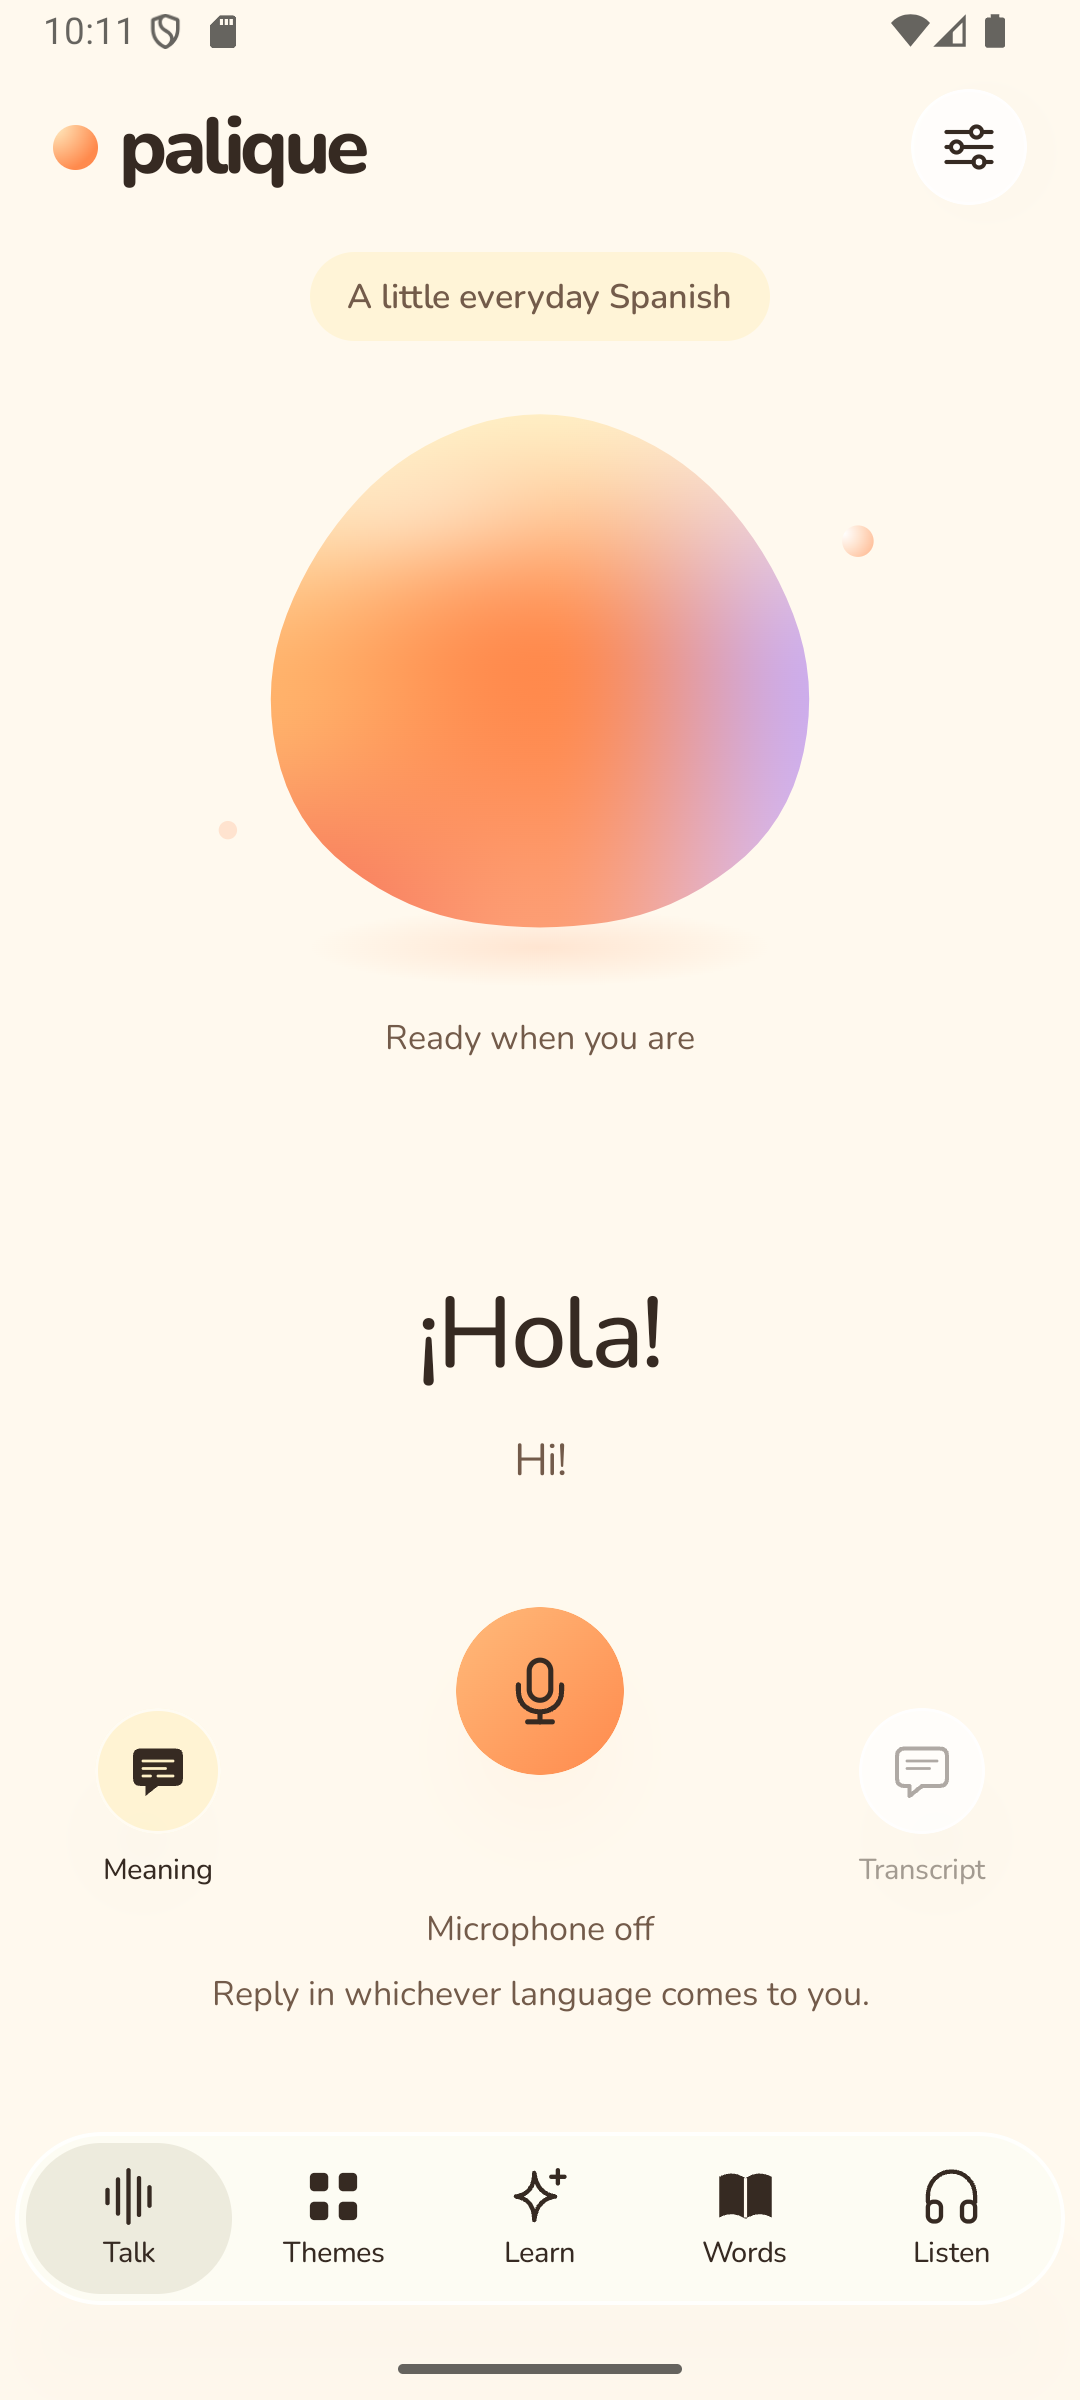 10:11
palique
A little everyday Spanish
Ready when you are
¡Hola!
Hi!
Meaning
Transcript
Microphone off
Reply in whichever language comes to you.
Talk
Themes
Learn
Words
Listen